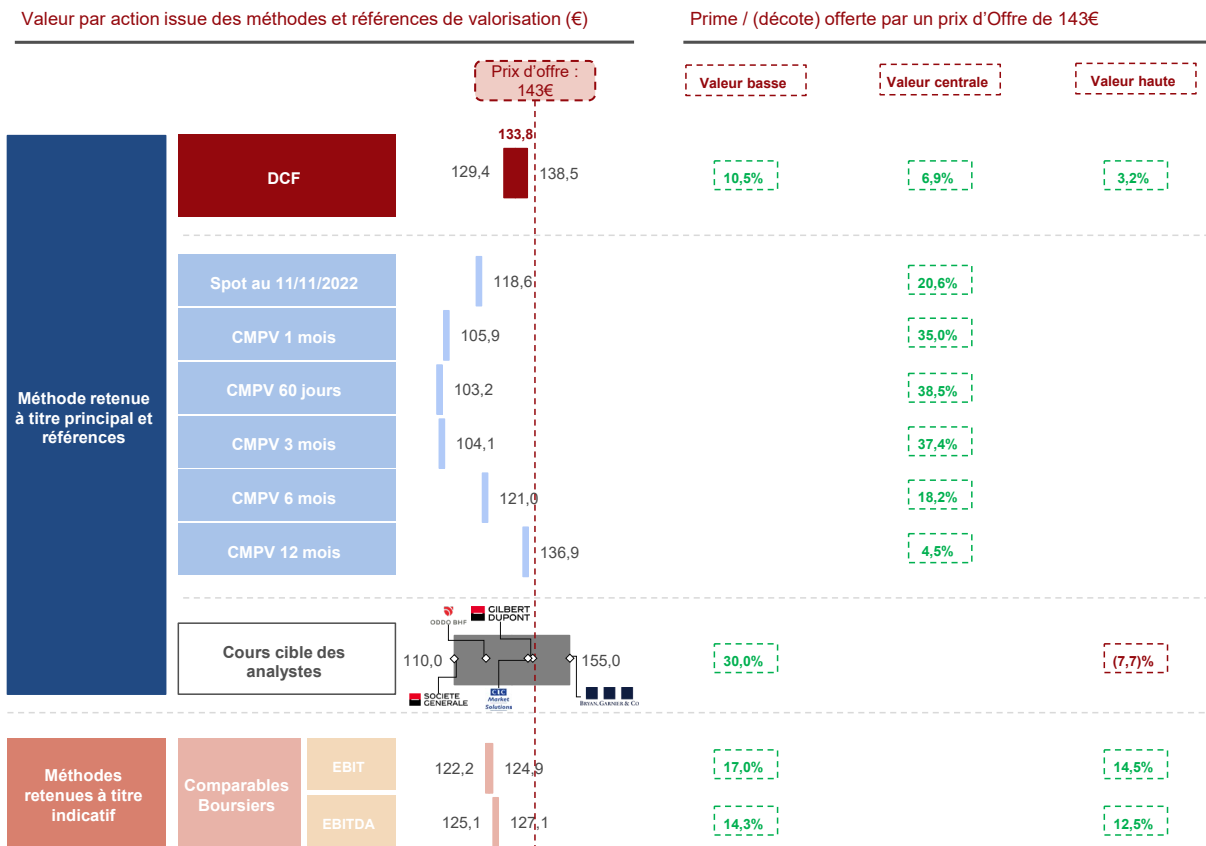 Valeur par action issue des méthodes et références de valorisation (€)
Prime / (décote) offerte par un prix d'Offre de 143€
Prix d'offre :
143€
Valeur basse
Valeur centrale
Valeur haute
Méthode retenue
à titre principal et
références
DCF
129,4
133,8
138,5
10,5%
6,9%
3,2%
Spot au 11/11/2022
118,6
20,6%
CMPV 1 mois
105,9
35,0%
CMPV 60 jours
103,2
38,5%
CMPV 3 mois
104,1
37,4%
CMPV 6 mois
121,0
18,2%
CMPV 12 mois
136,9
4,5%
Cours cible des
analystes
ODDO BHF
GILBERT
DUPONT
110,0
155,0
SOCIETE
GENERALE
CIC
Market
Solutions
BRYAN, GARNIER & CO
30,0%
(7,7)%
Méthodes
retenues à titre
indicatif
Comparables
Boursiers
EBIT
122,2
124,9
17,0%
14,5%
EBITDA
125,1
127,1
14,3%
12,5%